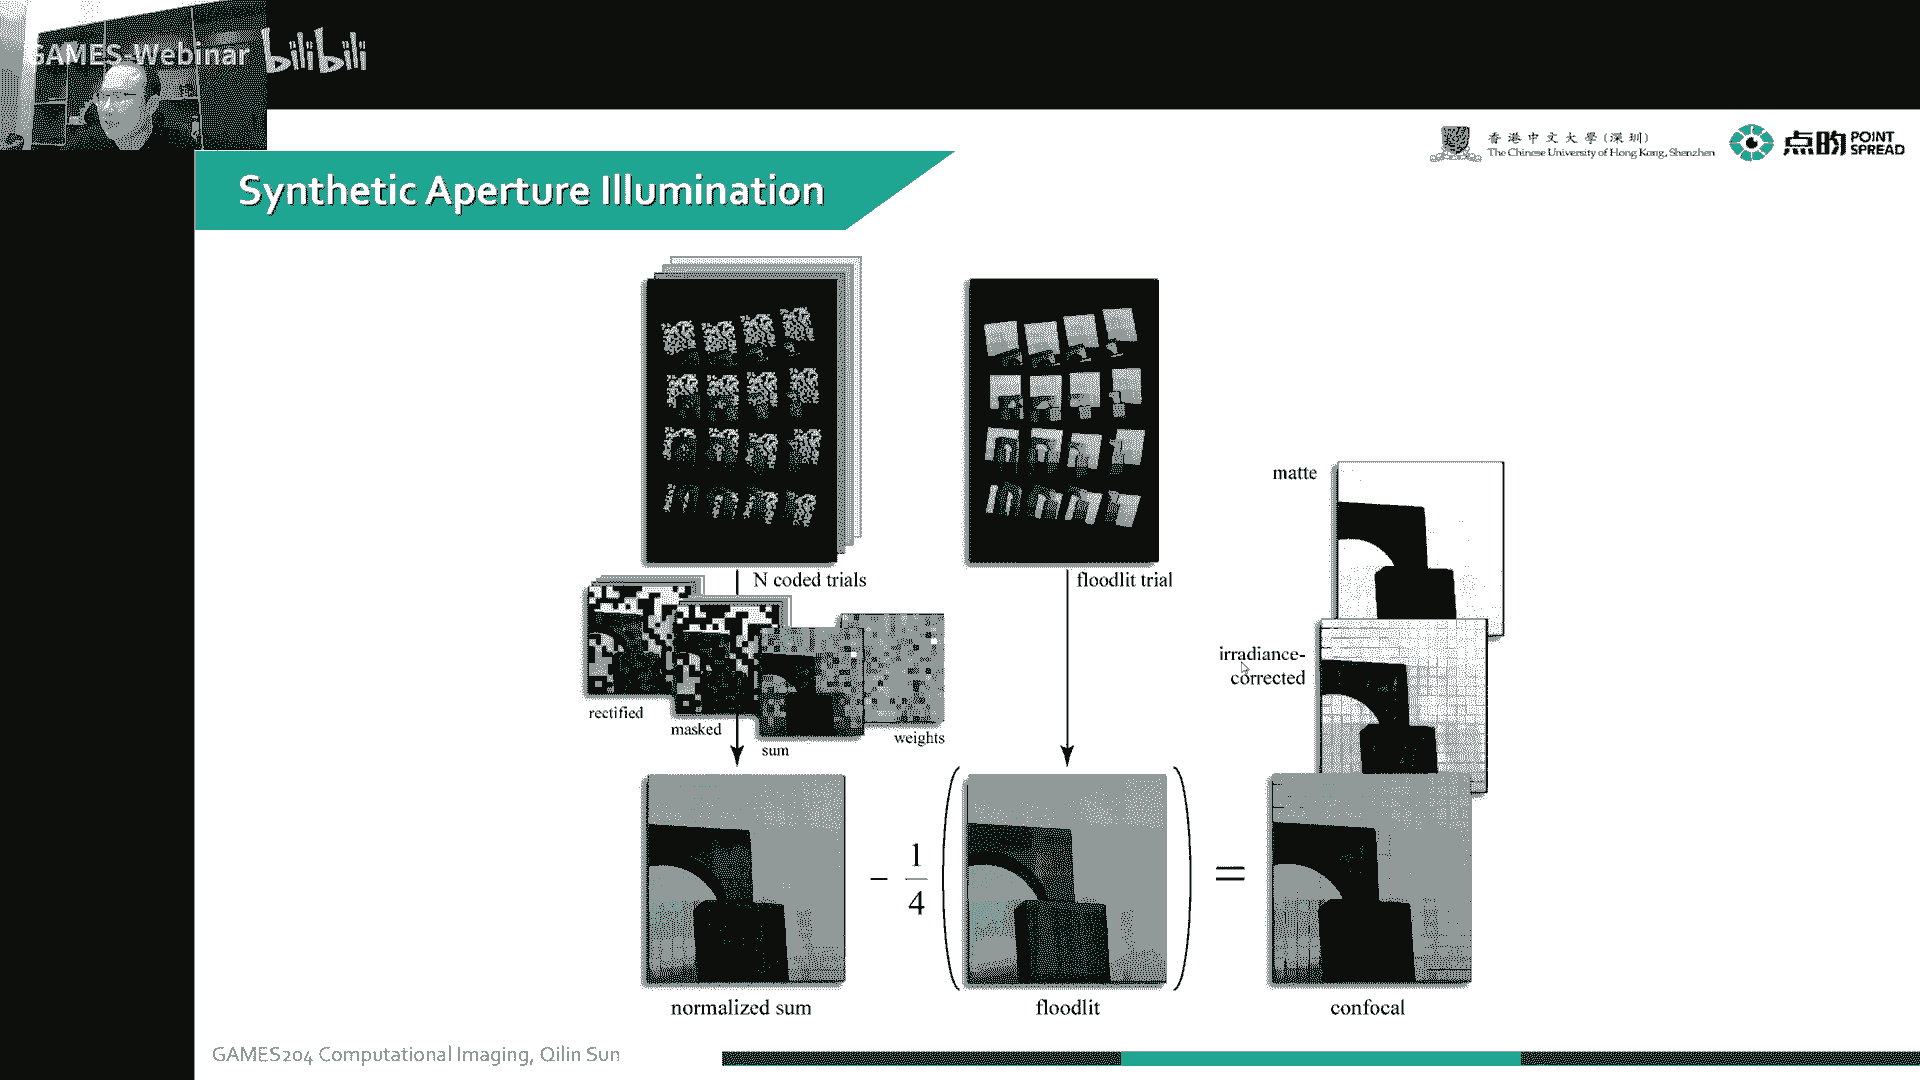 GAMES-Webinar bilibili
香港中文大學(深圳)
The Chinese University of Hong Kong, Shenzhen
点昀 POINT SPREAD
Synthetic Aperture Illumination
N coded trials
floodlit trial
matte
irradiance-
corrected
rectified
masked
sum
weights
− 1/4 ( ) =
normalized sum
floodlit
confocal
GAMES204 Computational Imaging, Qilin Sun